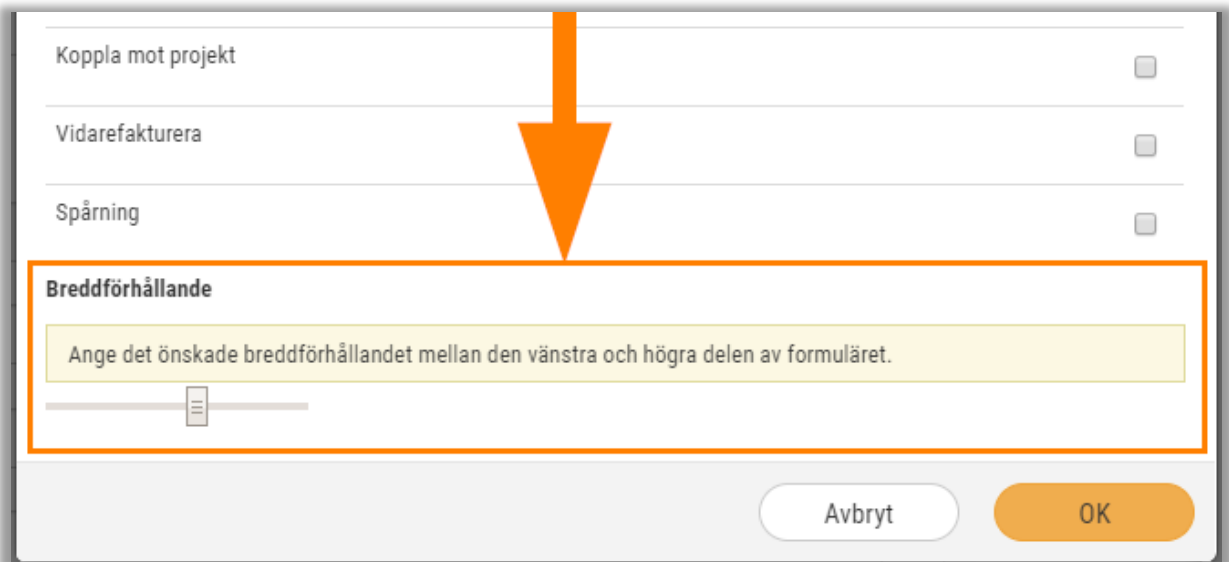 Koppla mot projekt
Vidarefakturera
Spårning
Breddförhållande
Ange det önskade breddförhållandet mellan den vänstra och högra delen av formuläret.
Avbryt
OK